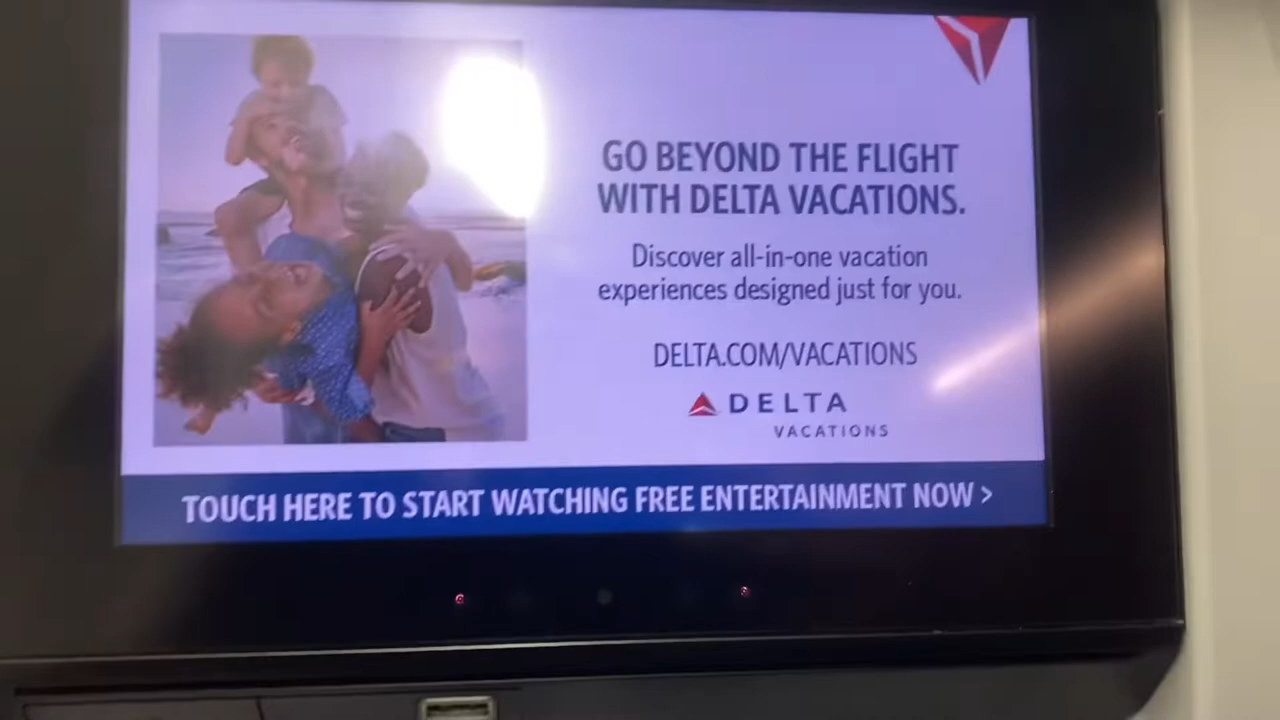 GO BEYOND THE FLIGHT
WITH DELTA VACATIONS.
Discover all-in-one vacation
experiences designed just for you.
DELTA.COM/VACATIONS
DELTA
VACATIONS
TOUCH HERE TO START WATCHING FREE ENTERTAINMENT NOW >